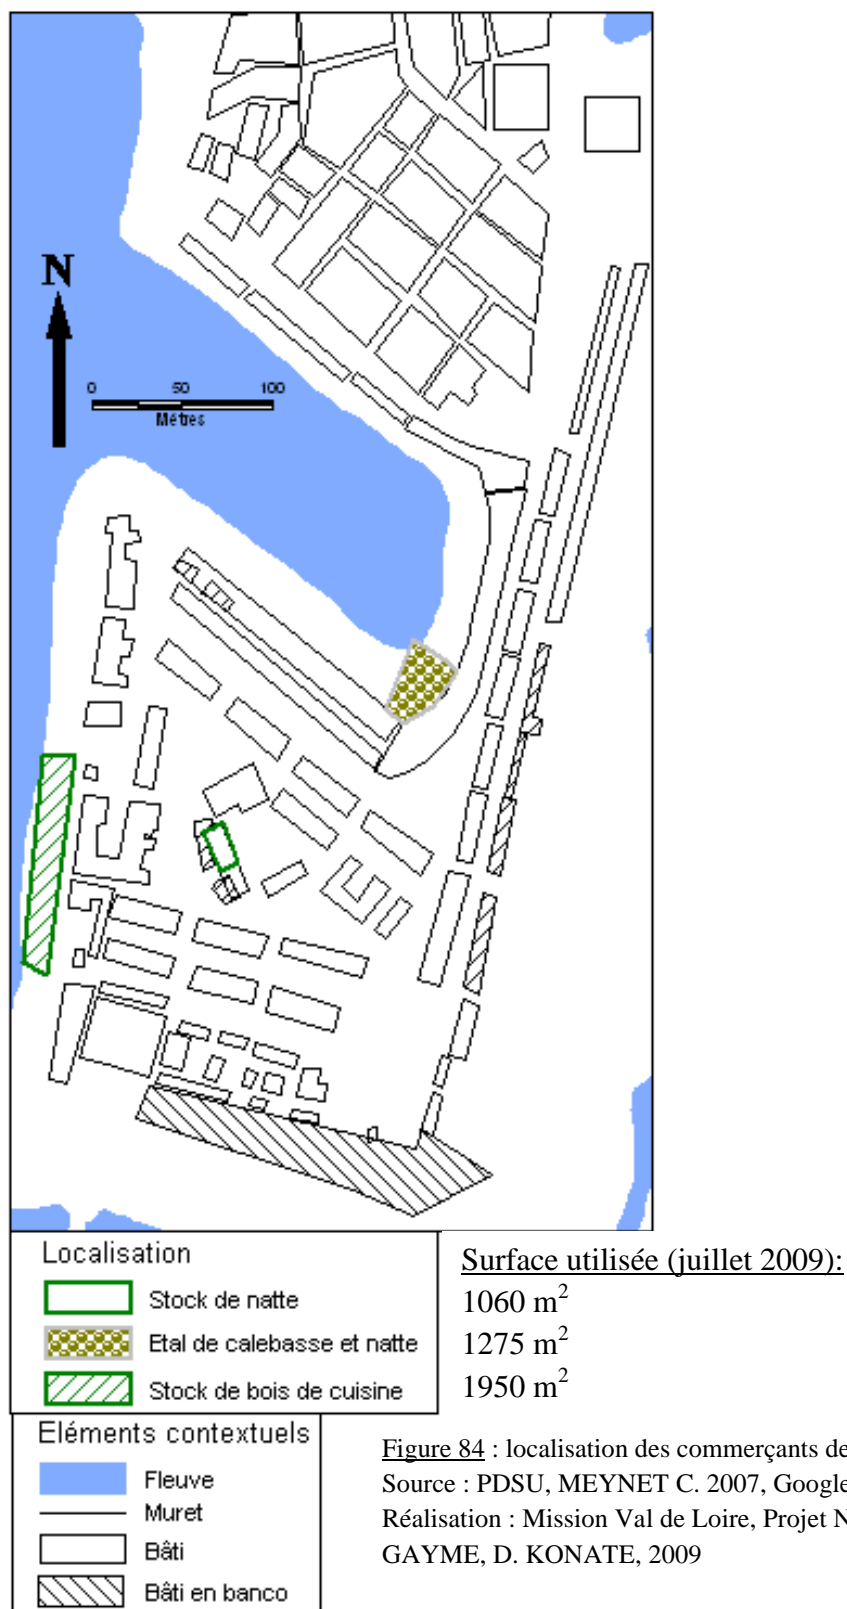 N
0 50 100
Mètres
Localisation
Stock de natte
Etal de calebasse et natte
Stock de bois de cuisine
Surface utilisée (juillet 2009):
1060 m²
1275 m²
1950 m²
Eléments contextuels
Fleuve
Muret
Bâti
Bâti en banco
Figure 84 : localisation des commerçants de
Source : PDSU, MEYNET C. 2007, Google
Réalisation : Mission Val de Loire, Projet N
GAYME, D. KONATE, 2009